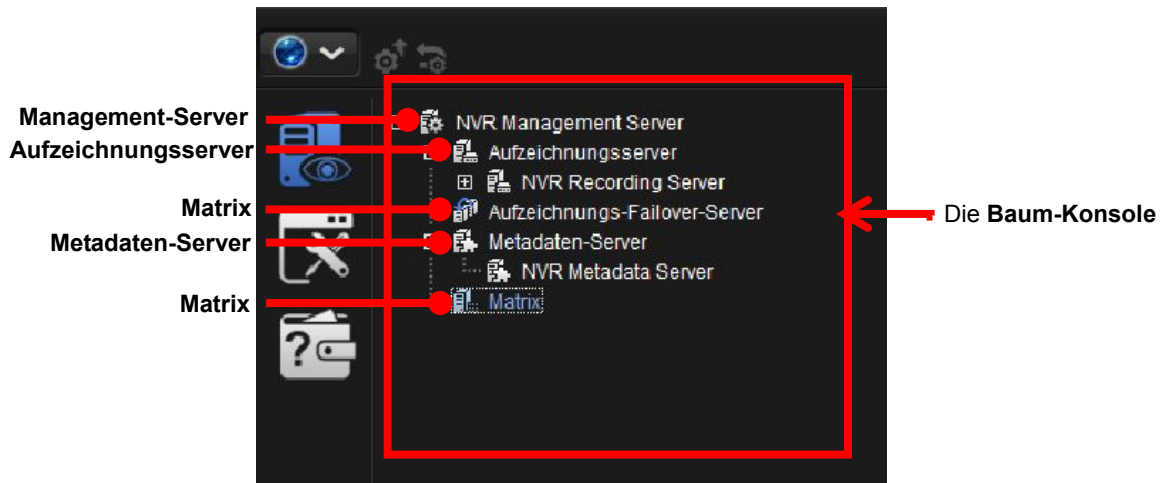 Management-Server
Aufzeichnungsserver
Matrix
Metadaten-Server
Matrix
NVR Management Server
Aufzeichnungsserver
NVR Recording Server
Aufzeichnungs-Failover-Server
Metadaten-Server
NVR Metadata Server
Matrix
Die Baum-Konsole